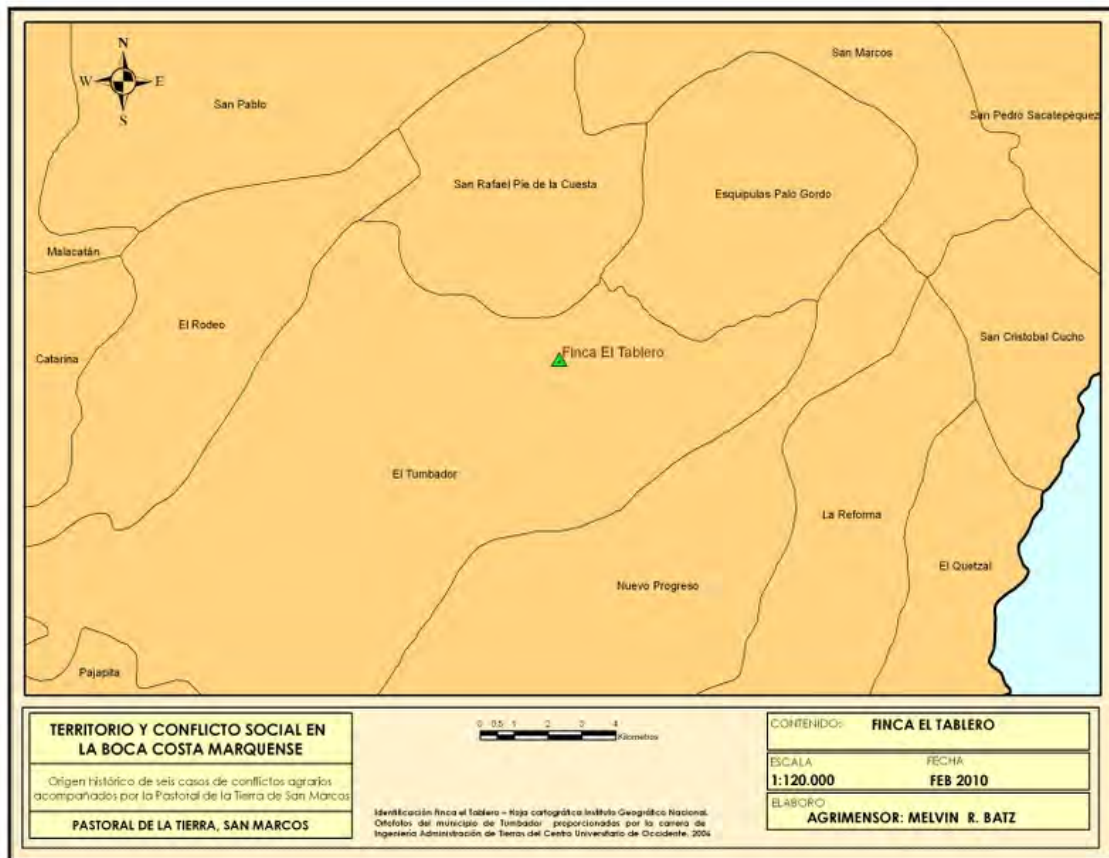 N
W E
S
San Marcos
San Pablo
San Pedro Sacatepequez
San Rafael Pie de la Cuesta
Esquipulas Palo Gordo
Malacatán
El Rodeo
San Cristobal Cucho
Catarina
Finca El Tablero
El Tumbador
La Reforma
El Quetzal
Nuevo Progreso
Pajapita
TERRITORIO Y CONFLICTO SOCIAL EN
LA BOCA COSTA MARQUENSE
Origen histórico de seis casos de conflictos agrarios
acompañados por la Pastoral de la Tierra de San Marcos
PASTORAL DE LA TIERRA, SAN MARCOS
0 0,5 1 2 3 4
Kilometros
Identificación finca el Tablero – Hoja cartográfica Instituto Geográfico Nacional.
Ortofotos del municipio de Tumbador proporcionadas por la carrera de
Ingeniería Administración de Tierras del Centro Universitario de Occidente. 2006
CONTENIDO: FINCA EL TABLERO
ESCALA FECHA
1:120.000 FEB 2010
ELABORO
AGRIMENSOR: MELVIN R. BATZ